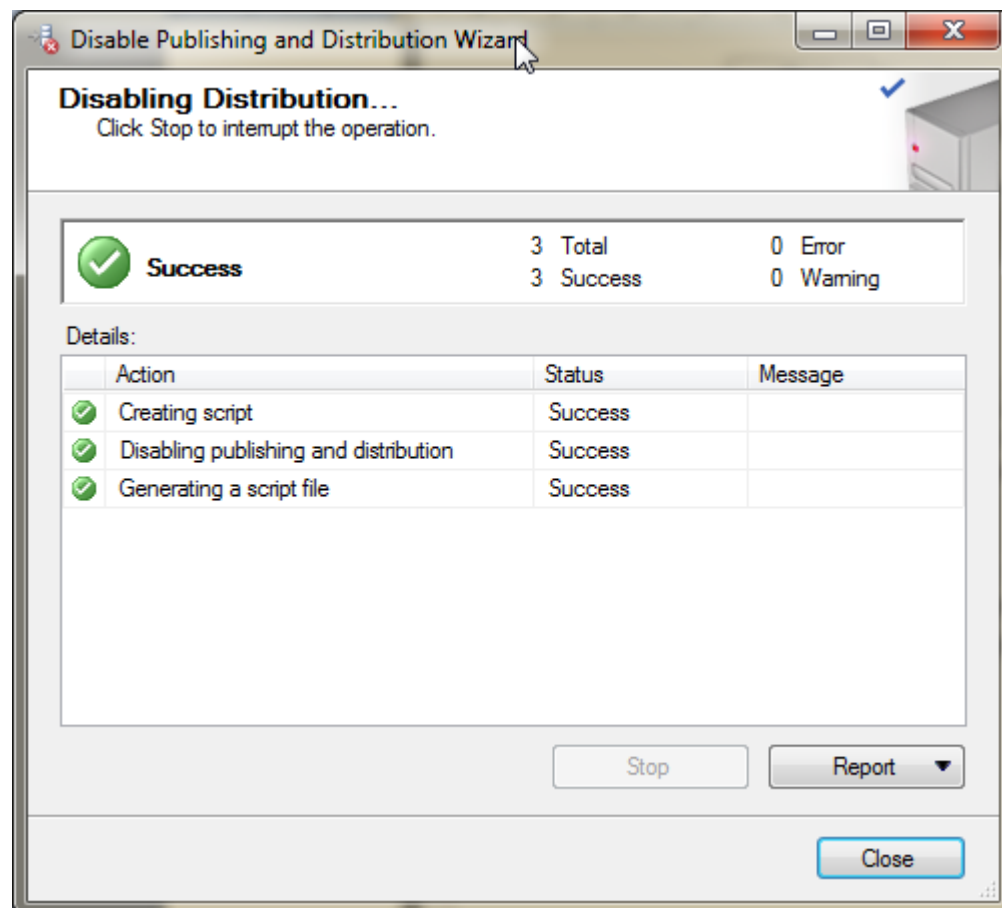 Disable Publishing and Distribution Wizard
Disabling Distribution...
Click Stop to interrupt the operation.
Success
3 Total
0 Error
3 Success
0 Warning
Details:
Action Status Message
Creating script Success
Disabling publishing and distribution Success
Generating a script file Success
Stop Report
Close